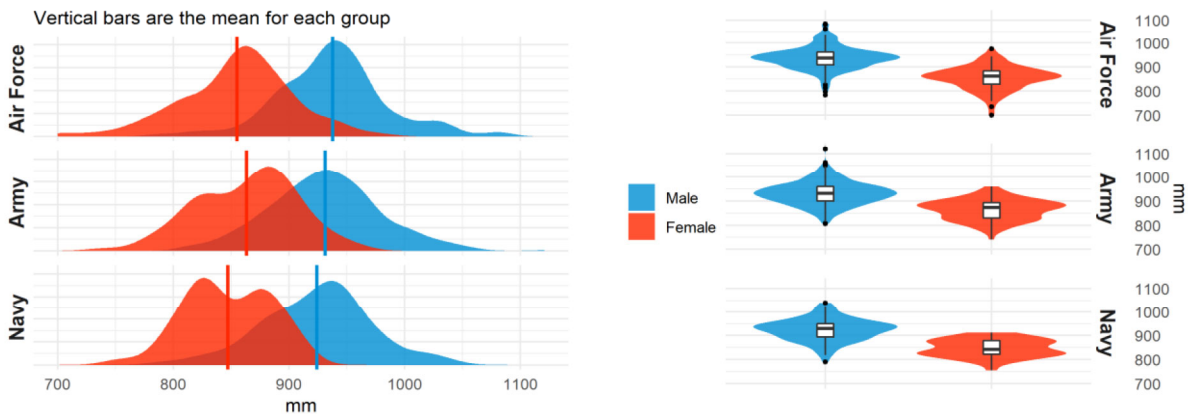 Vertical bars are the mean for each group
Air Force
Army
Navy
700 800 900 1000 1100
mm
Male
Female
Air Force
1100
1000
900
800
700
Army
1100
1000
900
800
700
mm
Navy
1100
1000
900
800
700